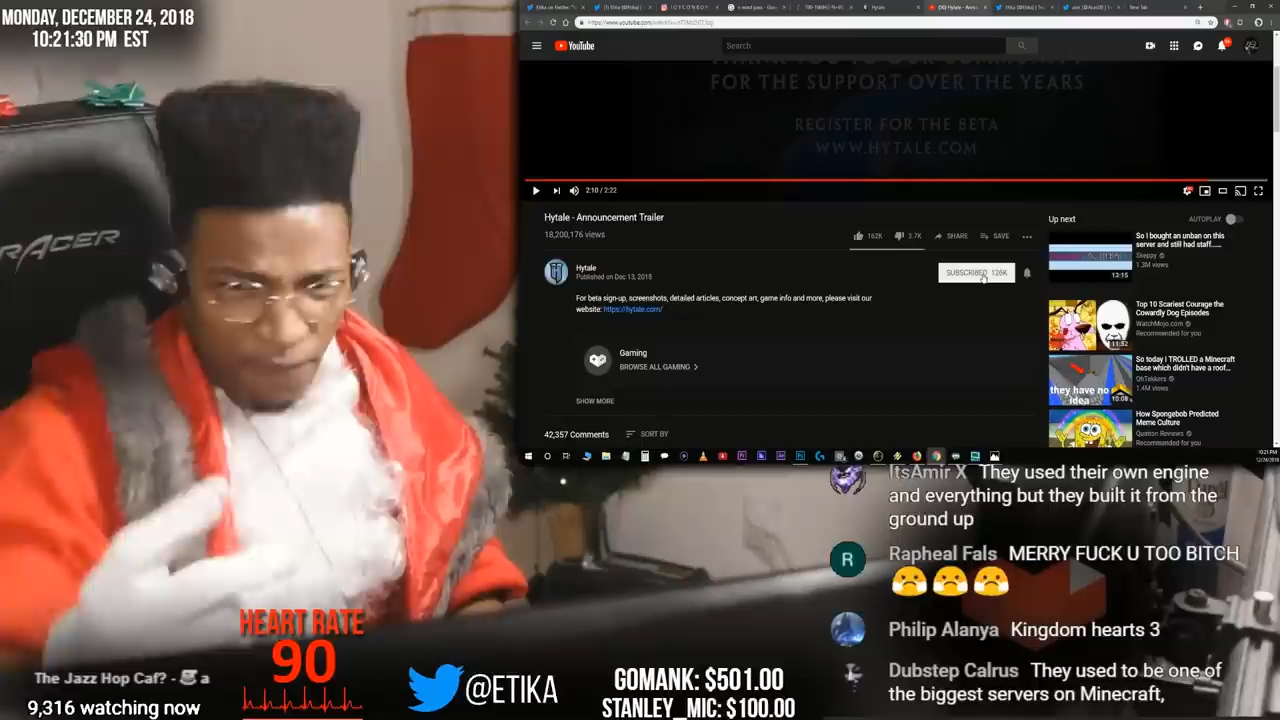 MONDAY, DECEMBER 24, 2018
10:21:30 PM EST
RACER
YouTube
Search
THANK YOU TO OUR COMMUNITY
FOR THE SUPPORT OVER THE YEARS
REGISTER FOR THE BETA
WWW.HYTALE.COM
2:10 / 2:22
Hytale - Announcement Trailer
18,200,176 views
162K
3.7K
SHARE
SAVE
Hytale
Published on Dec 13, 2018
SUBSCRIBED 126K
For beta sign-up, screenshots, detailed articles, concept art, game info and more, please visit our
website: https://hytale.com/
Gaming
BROWSE ALL GAMING
SHOW MORE
42,357 Comments
SORT BY
Up next
AUTOPLAY
So I bought an unban on this
server and still had staff......
Skeppy
1.3M views
13:15
Top 10 Scariest Courage the
Cowardly Dog Episodes
WatchMojo.com
Recommended for you
11:52
So today I TROLLED a Minecraft
base which didn't have a roof...
OhTekkers
1.4M views
they have no
idea
10:08
How Spongebob Predicted
Meme Culture
Quinton Reviews
Recommended for you
10:21 PM
12/24/2018
ItsAmir X They used their own engine
and everything but they built it from the
ground up
R
Rapheal Fals MERRY FUCK U TOO BITCH
Philip Alanya Kingdom hearts 3
Dubstep Calrus They used to be one of
the biggest servers on Minecraft,
HEART RATE
90
The Jazz Hop Caf? - a
9,316 watching now
@ETIKA
GOMANK: $501.00
STANLEY_MIC: $100.00